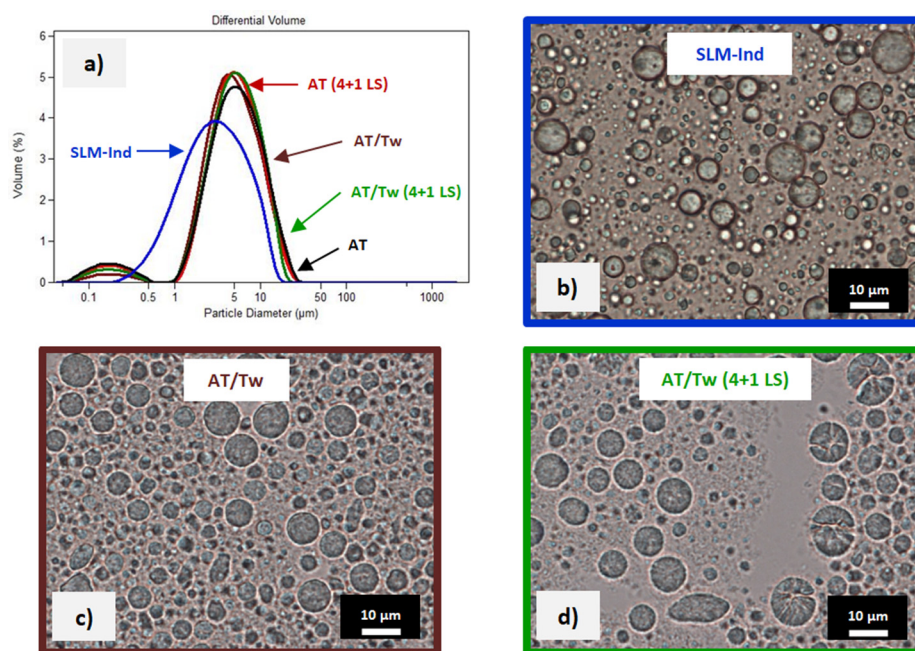 Differential Volume
a)
6
5
4
3
2
1
0
Volume (%)
AT (4+1 LS)
SLM-Ind
AT/Tw
AT/Tw (4+1 LS)
AT
0.1 0.5 1 5 10 50 100 1000
Particle Diameter (µm)
SLM-Ind
b)
10 µm
AT/Tw
c)
10 µm
AT/Tw (4+1 LS)
d)
10 µm